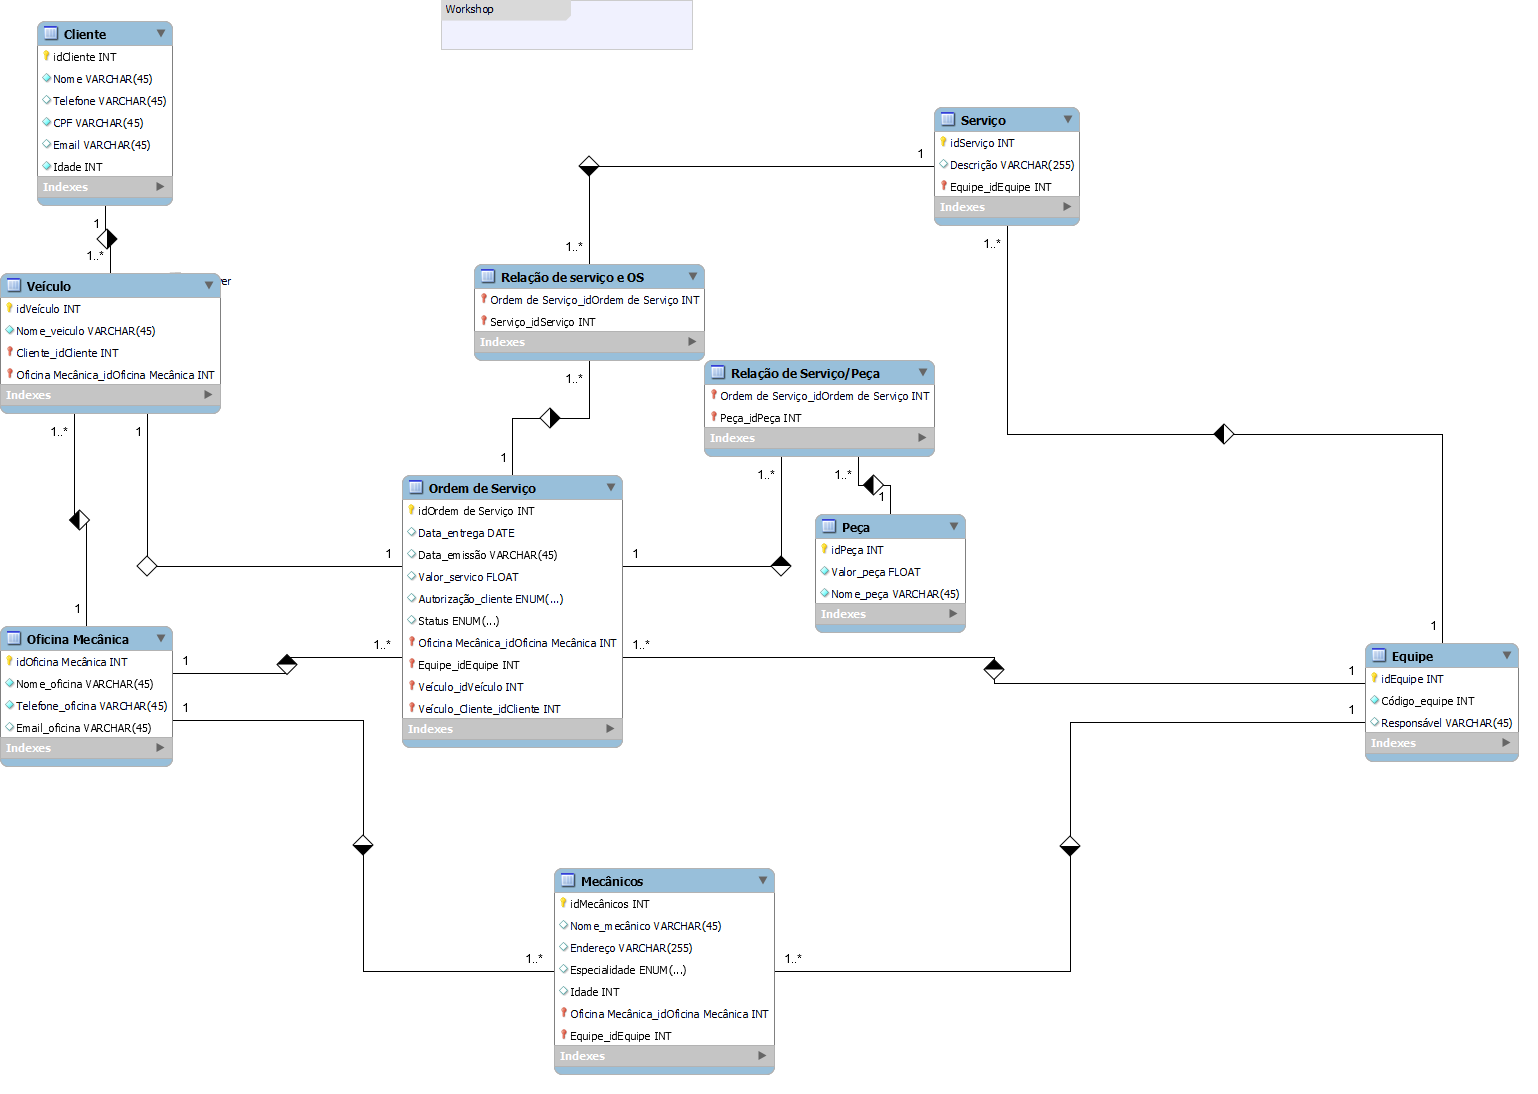 Workshop
Cliente
idCliente INT
Nome VARCHAR(45)
Telefone VARCHAR(45)
CPF VARCHAR(45)
Email VARCHAR(45)
Idade INT
Indexes
1
1..*
Veículo
idVeículo INT
Nome_veiculo VARCHAR(45)
Cliente_idCliente INT
Oficina Mecânica_idOficina Mecânica INT
Indexes
1..*
1
1
1
Oficina Mecânica
idOficina Mecânica INT
Nome_oficina VARCHAR(45)
Telefone_oficina VARCHAR(45)
Email_oficina VARCHAR(45)
Indexes
1
1..*
1
1..*
Serviço
idServiço INT
Descrição VARCHAR(255)
Equipe_idEquipe INT
Indexes
1
1..*
1..*
1
Relação de serviço e OS
Ordem de Serviço_idOrdem de Serviço INT
Serviço_idServiço INT
Indexes
1..*
1
Relação de Serviço/Peça
Ordem de Serviço_idOrdem de Serviço INT
Peça_idPeça INT
Indexes
1..*
1
1..*
1
Peça
idPeça INT
Valor_peça FLOAT
Nome_peça VARCHAR(45)
Indexes
Ordem de Serviço
idOrdem de Serviço INT
Data_entrega DATE
Data_emissão VARCHAR(45)
Valor_servico FLOAT
Autorização_cliente ENUM(...)
Status ENUM(...)
Oficina Mecânica_idOficina Mecânica INT
Equipe_idEquipe INT
Veículo_idVeículo INT
Veículo_Cliente_idCliente INT
Indexes
1..*
1
Equipe
idEquipe INT
Código_equipe INT
Responsável VARCHAR(45)
Indexes
1
1..*
Mecânicos
idMecânicos INT
Nome_mecânico VARCHAR(45)
Endereço VARCHAR(255)
Especialidade ENUM(...)
Idade INT
Oficina Mecânica_idOficina Mecânica INT
Equipe_idEquipe INT
Indexes